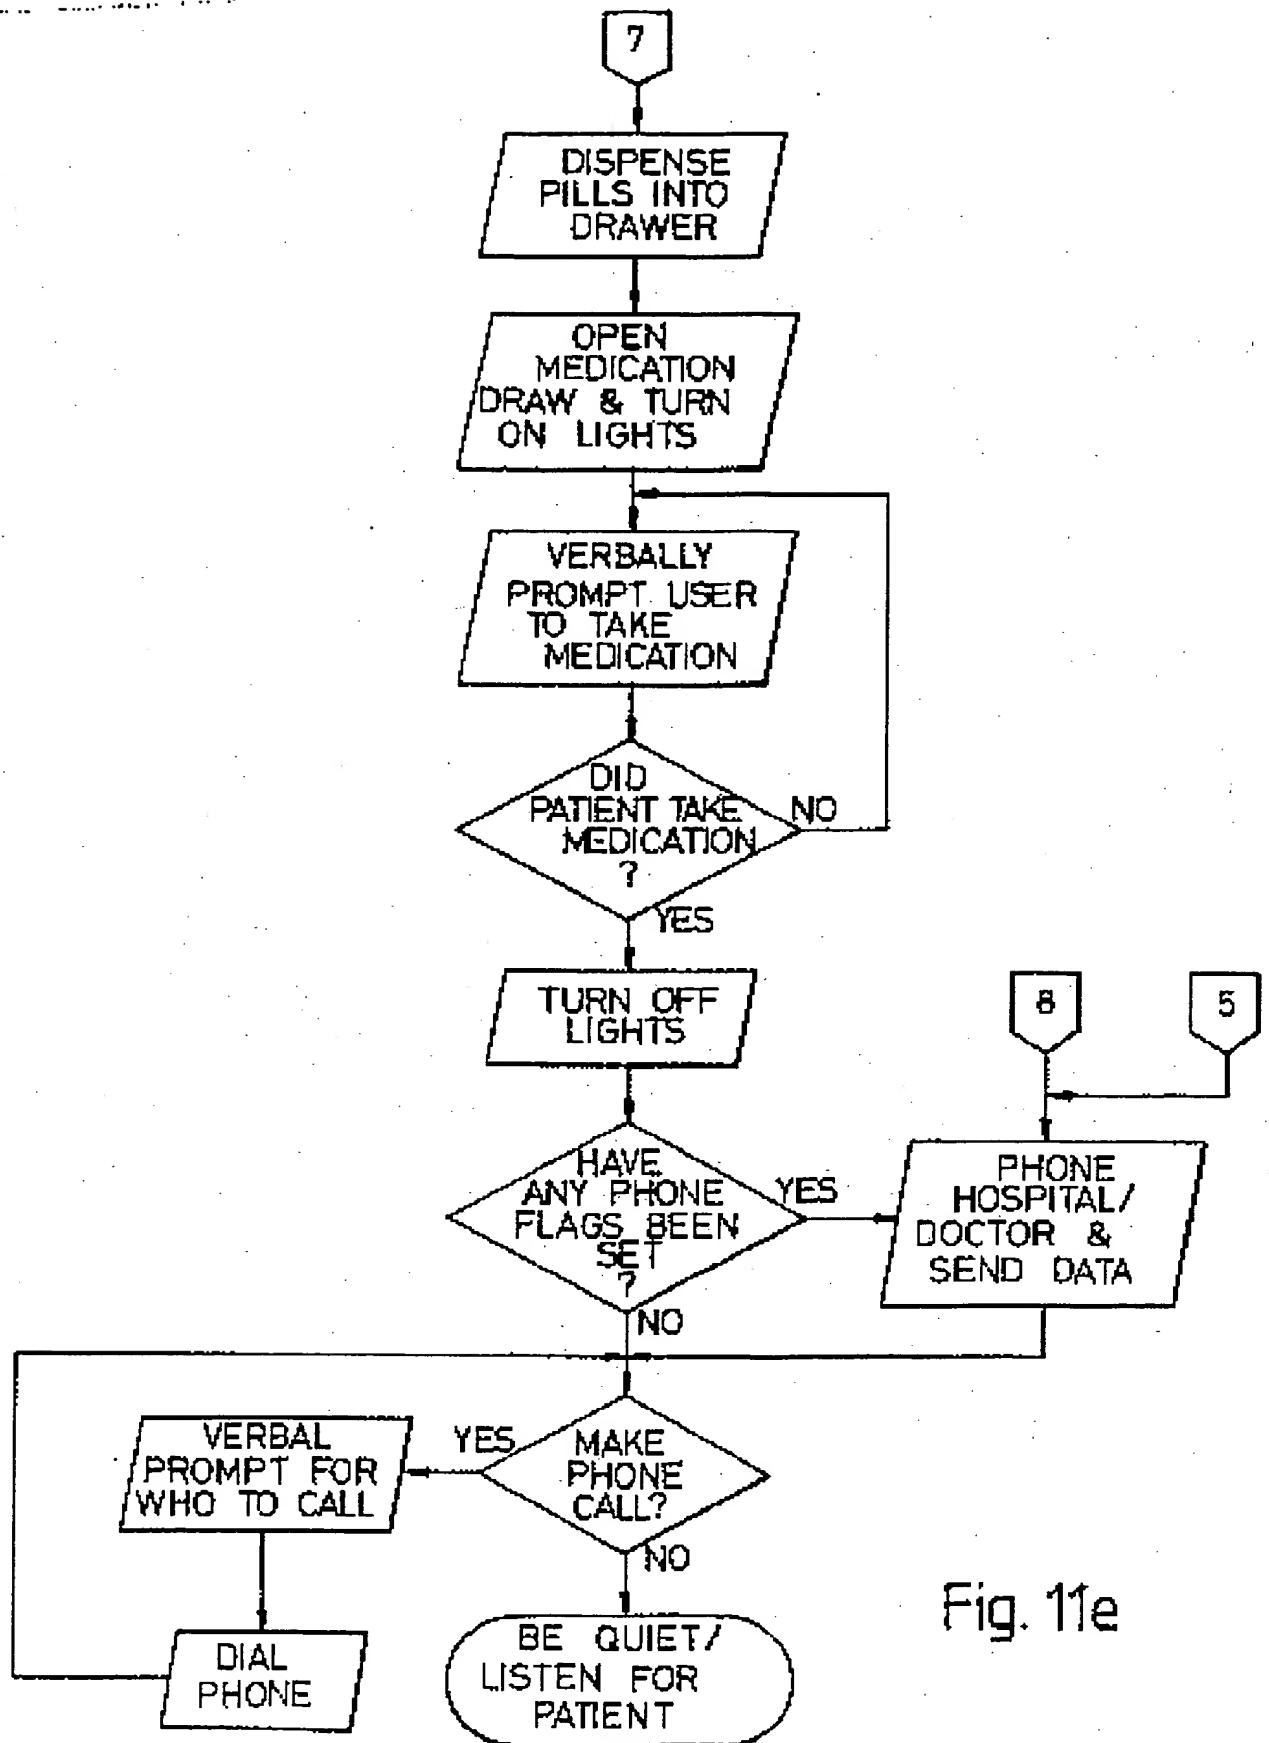 7
DISPENSE
PILLS INTO
DRAWER
OPEN
MEDICATION
DRAW & TURN
ON LIGHTS
VERBALLY
PROMPT USER
TO TAKE
MEDICATION
DID
PATIENT TAKE
MEDICATION
?
NO
YES
TURN OFF
LIGHTS
8
5
HAVE
ANY PHONE
FLAGS BEEN
SET
?
YES
NO
PHONE
HOSPITAL/
DOCTOR &
SEND DATA
MAKE
PHONE
CALL?
YES
NO
VERBAL
PROMPT FOR
WHO TO CALL
DIAL
PHONE
BE QUIET/
LISTEN FOR
PATIENT
Fig. 11e